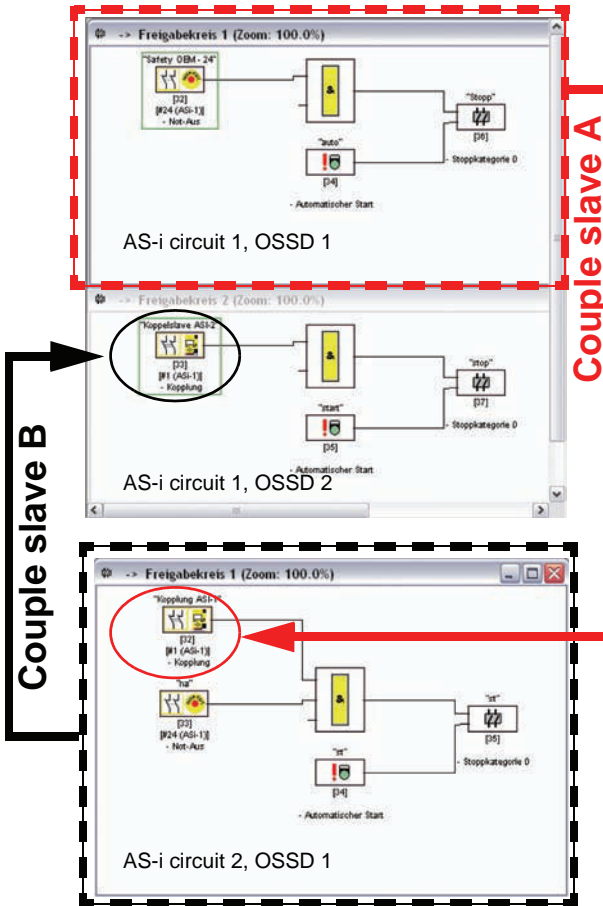 -> Freigabekreis 1 (Zoom: 100.0%)
"Safety OEM - 24"
[32]
[#24 (ASi-1)]
- Not-Aus
&
"auto"
[34]
- Automatischer Start
"Stopp"
[36]
- Stoppkategorie 0
AS-i circuit 1, OSSD 1
Couple slave A
-> Freigabekreis 2 (Zoom: 100.0%)
"Koppelslave ASI-2"
[33]
[#1 (ASi-1)]
- Kopplung
&
"start"
[35]
- Automatischer Start
"stop"
[37]
- Stoppkategorie 0
AS-i circuit 1, OSSD 2
Couple slave B
-> Freigabekreis 1 (Zoom: 100.0%)
"Kopplung ASI-1"
[32]
[#1 (ASi-1)]
- Kopplung
"na"
[33]
[#24 (ASi-1)]
- Not-Aus
&
"st"
[34]
- Automatischer Start
"st"
[35]
- Stoppkategorie 0
AS-i circuit 2, OSSD 1